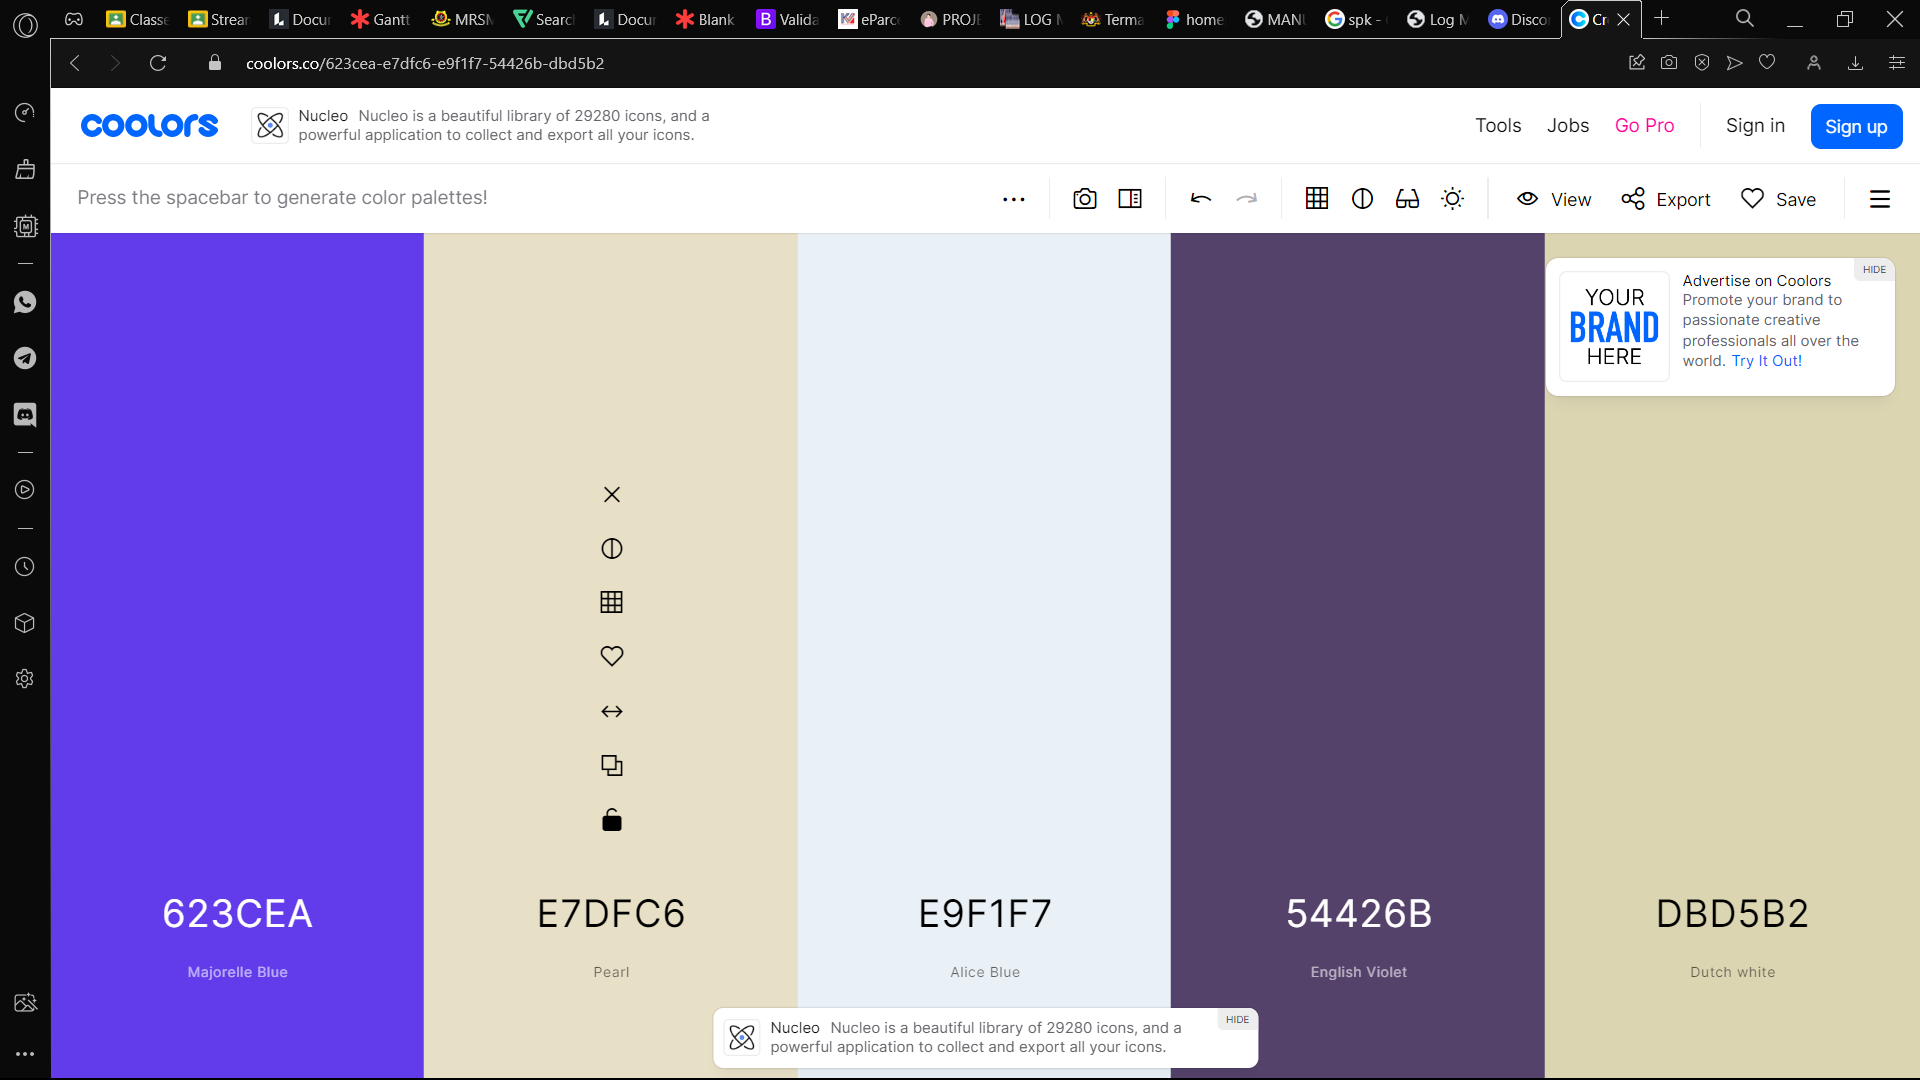 Classe
Strear
Docur
Gantt
MRSM
Searc
Docur
Blank
B Valida
eParce
PROJE
LOG M
Terma
home
MANU
spk -
Log M
Disco
Cr
coolors.co/623cea-e7dfc6-e9f1f7-54426b-dbd5b2
coolors
Nucleo Nucleo is a beautiful library of 29280 icons, and a
powerful application to collect and export all your icons.
Tools
Jobs
Go Pro
Sign in
Sign up
Press the spacebar to generate color palettes!
View
Export
Save
HIDE
YOUR
BRAND
HERE
Advertise on Coolors
Promote your brand to
passionate creative
professionals all over the
world. Try It Out!
623CEA
Majorelle Blue
E7DFC6
Pearl
E9F1F7
Alice Blue
54426B
English Violet
DBD5B2
Dutch white
Nucleo Nucleo is a beautiful library of 29280 icons, and a
powerful application to collect and export all your icons.
HIDE